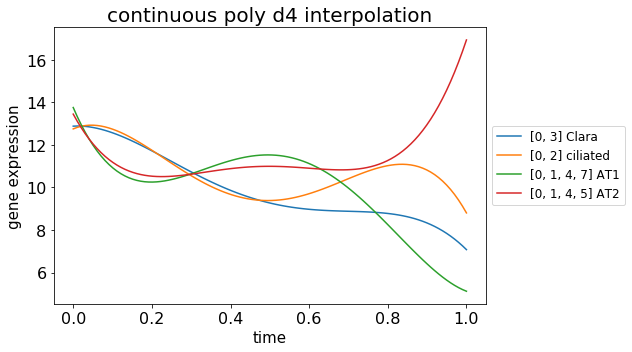 continuous poly d4 interpolation
gene expression
16
14
12
10
8
6
0.0 0.2 0.4 0.6 0.8 1.0
time
[0, 3] Clara
[0, 2] ciliated
[0, 1, 4, 7] AT1
[0, 1, 4, 5] AT2